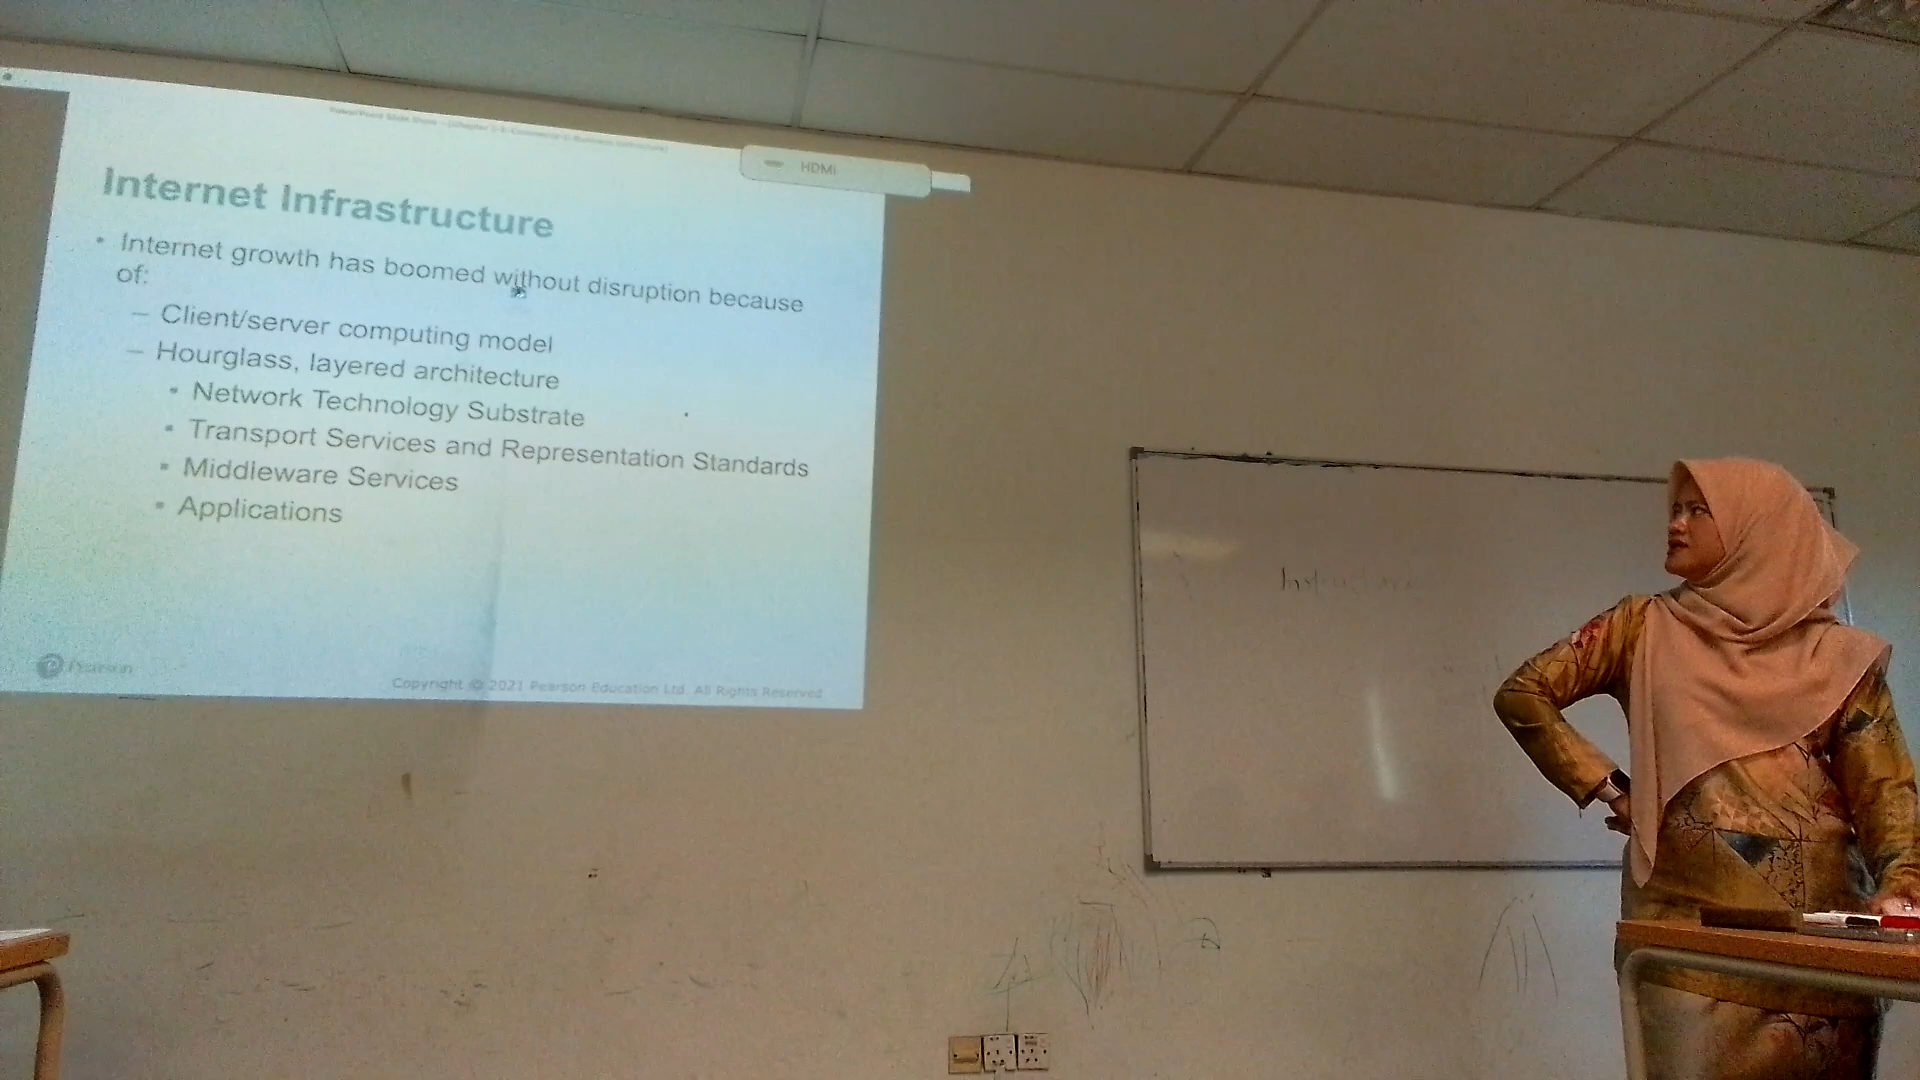 HDMI
Internet Infrastructure
• Internet growth has boomed without disruption because
of:
– Client/server computing model
– Hourglass, layered architecture
▪ Network Technology Substrate
▪ Transport Services and Representation Standards
▪ Middleware Services
▪ Applications
Pearson
Copyright © 2021 Pearson Education Ltd. All Rights Reserved